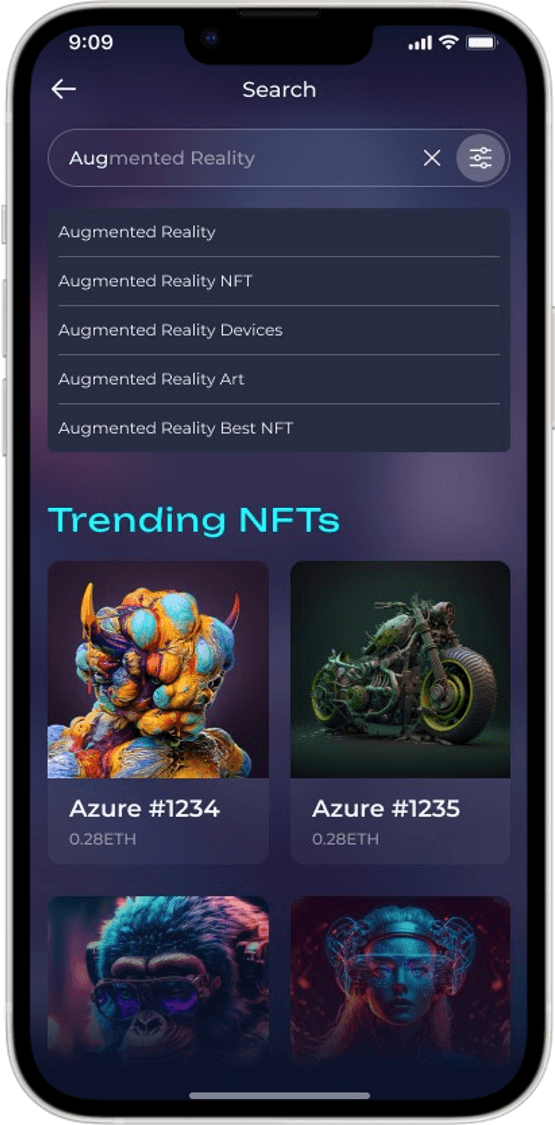 9:09
Search
Augmented Reality
Augmented Reality
Augmented Reality NFT
Augmented Reality Devices
Augmented Reality Art
Augmented Reality Best NFT
Trending NFTs
Azure #1234
0.28ETH
Azure #1235
0.28ETH